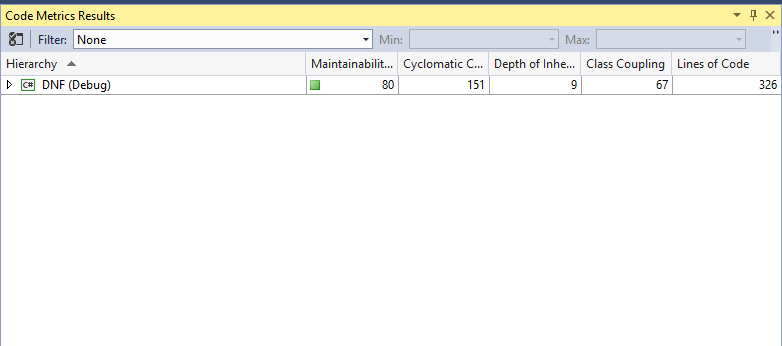 Code Metrics Results
Filter: None Min: Max:
Hierarchy Maintainabilit... Cyclomatic C... Depth of Inhe... Class Coupling Lines of Code
C# DNF (Debug) 80 151 9 67 326